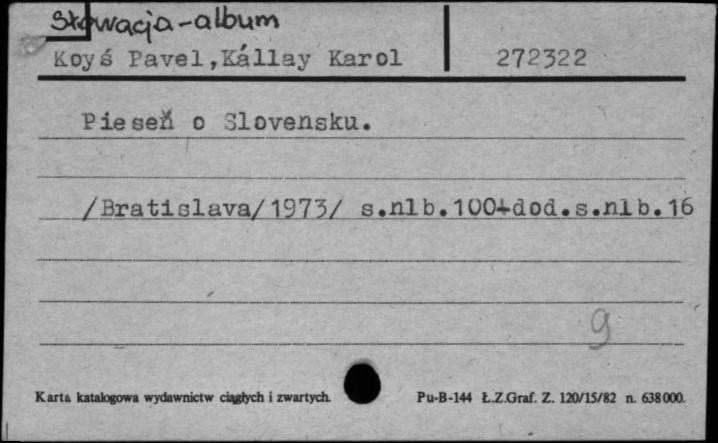 Słowacja-album
Koyś Pavel, Kállay Karol 272322
Pieseň o Slovensku.
/Bratislava/1973/ s.nlb.100+dod.s.nlb.16
9
Karta katalogowa wydawnictw ciągłych i zwartych. Pu-B-144 Ł.Z.Graf. Z. 120/15/82 n. 638000.